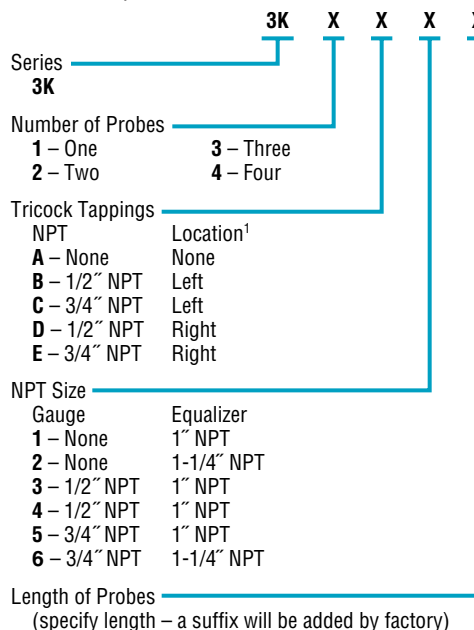 3K X X X X
Series
3K
Number of Probes
1 – One 3 – Three
2 – Two 4 – Four
Tricock Tappings
NPT Location¹
A – None None
B – 1/2˝ NPT Left
C – 3/4˝ NPT Left
D – 1/2˝ NPT Right
E – 3/4˝ NPT Right
NPT Size
Gauge Equalizer
1 – None 1˝ NPT
2 – None 1-1/4˝ NPT
3 – 1/2˝ NPT 1˝ NPT
4 – 1/2˝ NPT 1˝ NPT
5 – 3/4˝ NPT 1˝ NPT
6 – 3/4˝ NPT 1-1/4˝ NPT
Length of Probes
(specify length – a suffix will be added by factory)